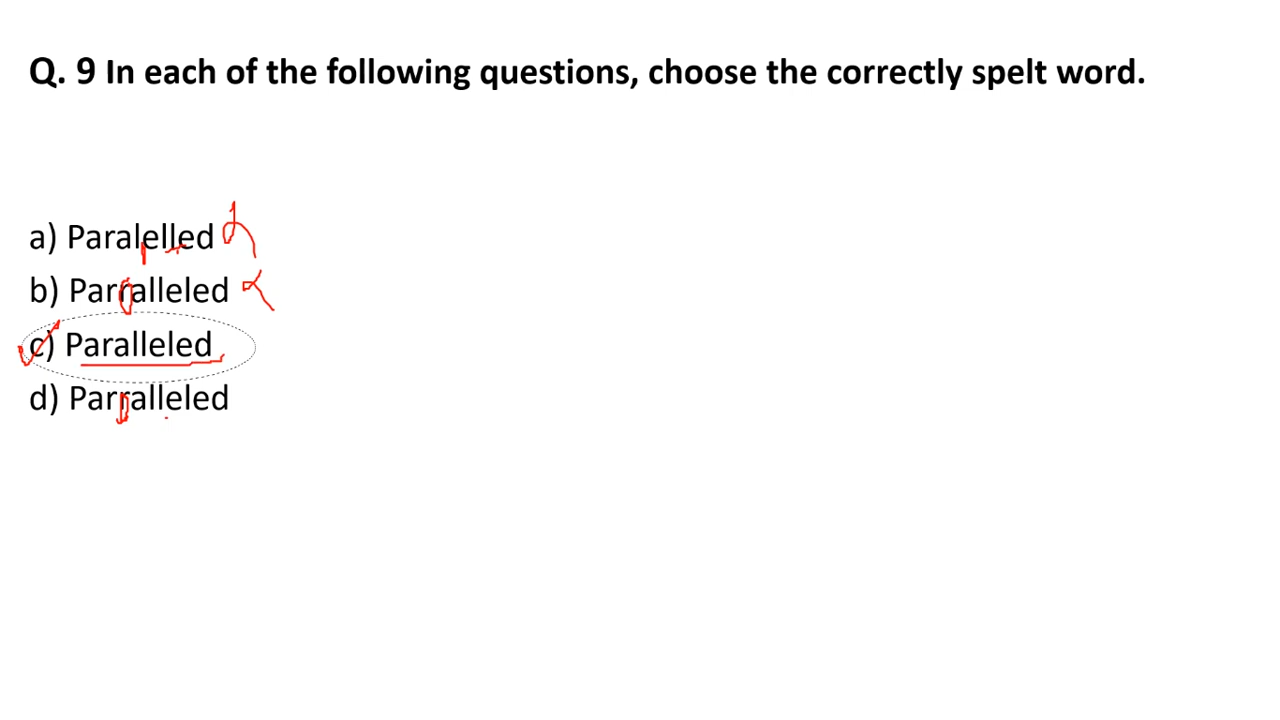 Q. 9 In each of the following questions, choose the correctly spelt word.
a) Paralelled
b) Parralleled
c) Paralleled
d) Parralleled